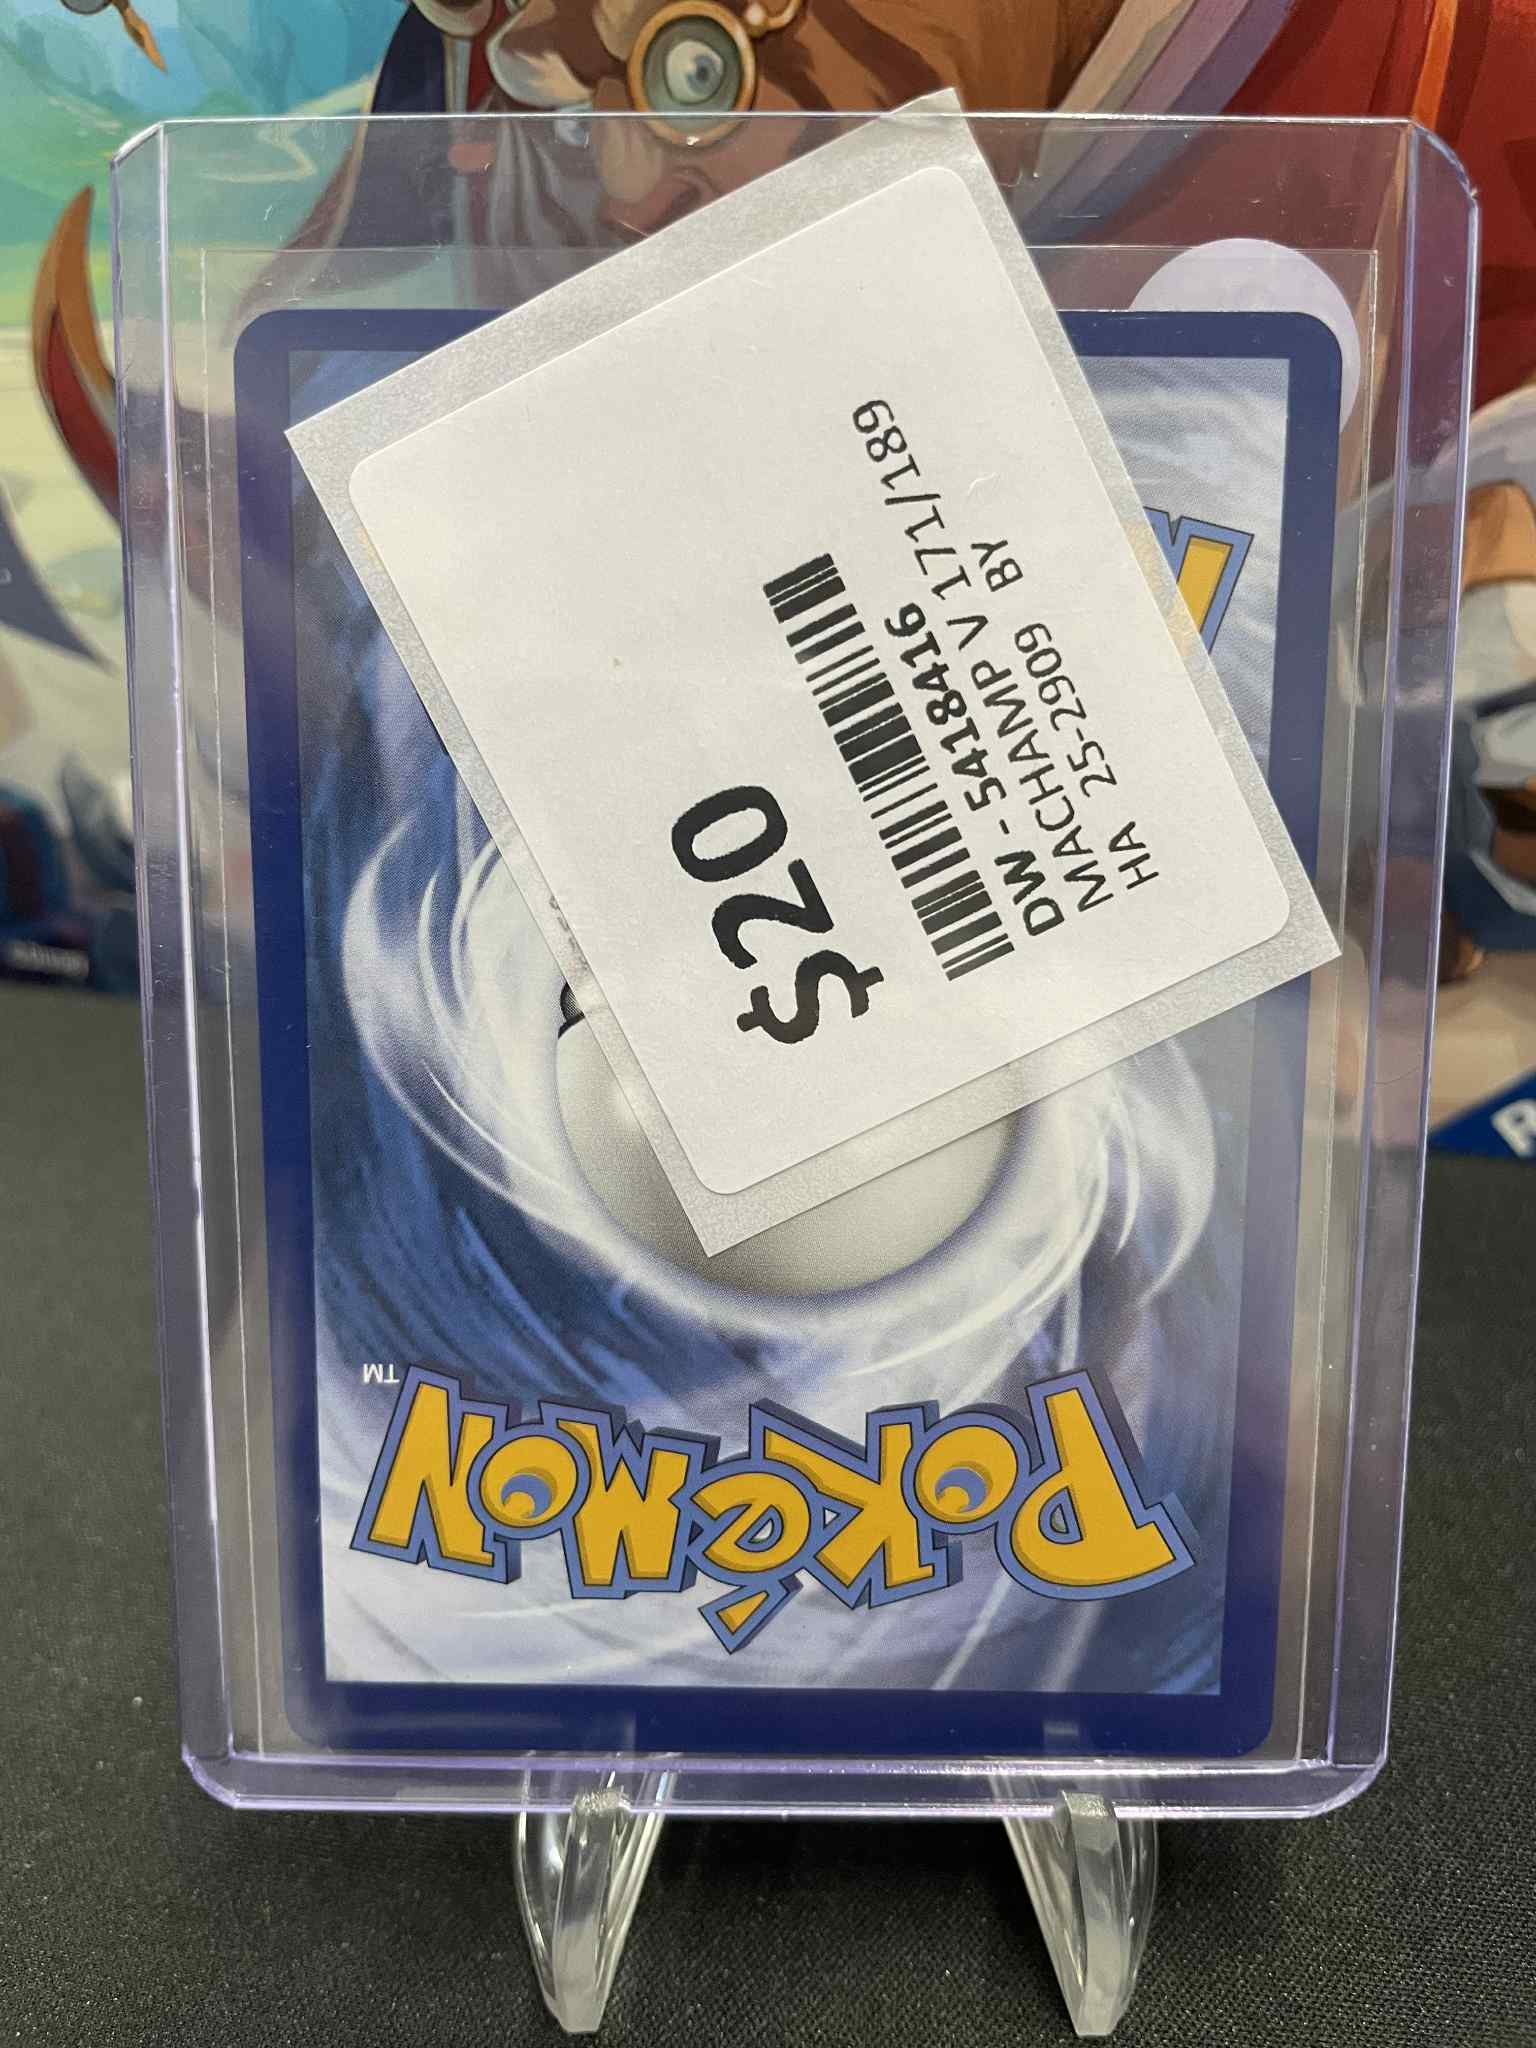 $20
DW - 5418416
MACHAMP V 171/189
HA 25-2909 BY
POKéMON
TM